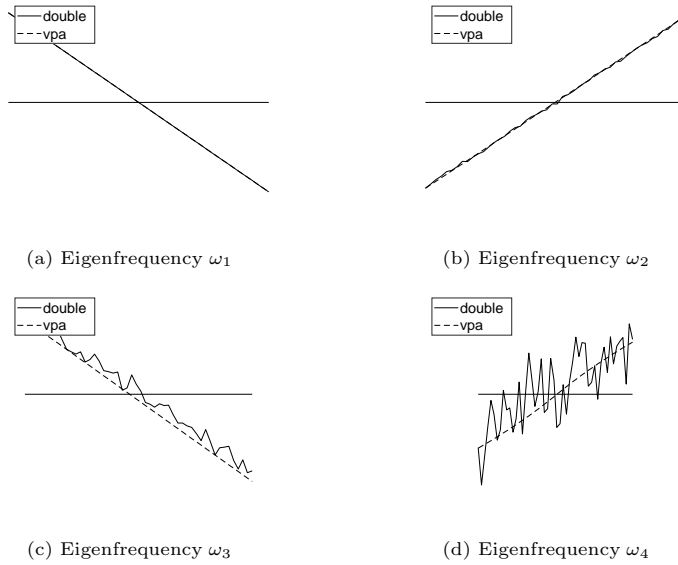 double
vpa
double
vpa
(a) Eigenfrequency ω₁
(b) Eigenfrequency ω₂
double
vpa
double
vpa
(c) Eigenfrequency ω₃
(d) Eigenfrequency ω₄